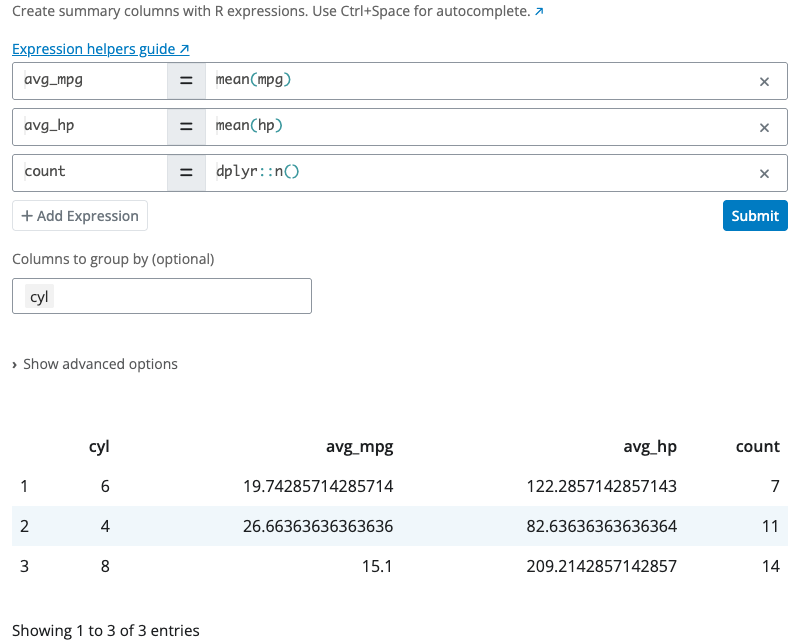 Create summary columns with R expressions. Use Ctrl+Space for autocomplete. ↗
Expression helpers guide ↗
avg_mpg = mean(mpg) ×
avg_hp = mean(hp) ×
count = dplyr::n() ×
+ Add Expression Submit
Columns to group by (optional)
cyl
› Show advanced options
cyl avg_mpg avg_hp count
1 6 19.74285714285714 122.2857142857143 7
2 4 26.66363636363636 82.63636363636364 11
3 8 15.1 209.2142857142857 14
Showing 1 to 3 of 3 entries